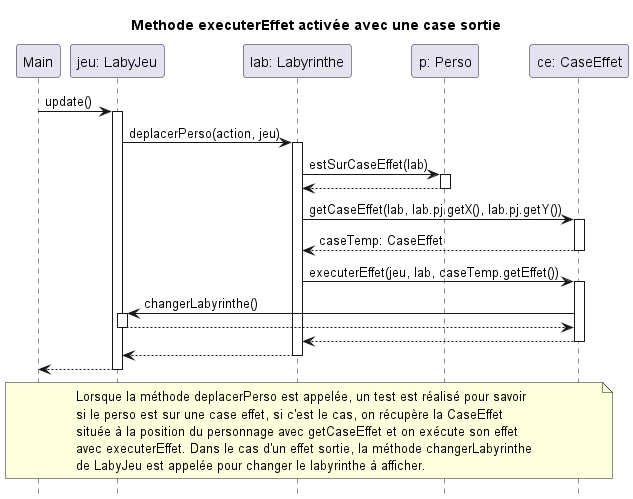 Methode executerEffet activée avec une case sortie
Main
jeu: LabyJeu
lab: Labyrinthe
p: Perso
ce: CaseEffet
update()
deplacerPerso(action, jeu)
estSurCaseEffet(lab)
getCaseEffet(lab, lab.pj.getX(), lab.pj.getY())
caseTemp: CaseEffet
executerEffet(jeu, lab, caseTemp.getEffet())
changerLabyrinthe()
Lorsque la méthode deplacerPerso est appelée, un test est réalisé pour savoir
si le perso est sur une case effet, si c'est le cas, on récupère la CaseEffet
située à la position du personnage avec getCaseEffet et on exécute son effet
avec executerEffet. Dans le cas d'un effet sortie, la méthode changerLabyrinthe
de LabyJeu est appelée pour changer le labyrinthe à afficher.